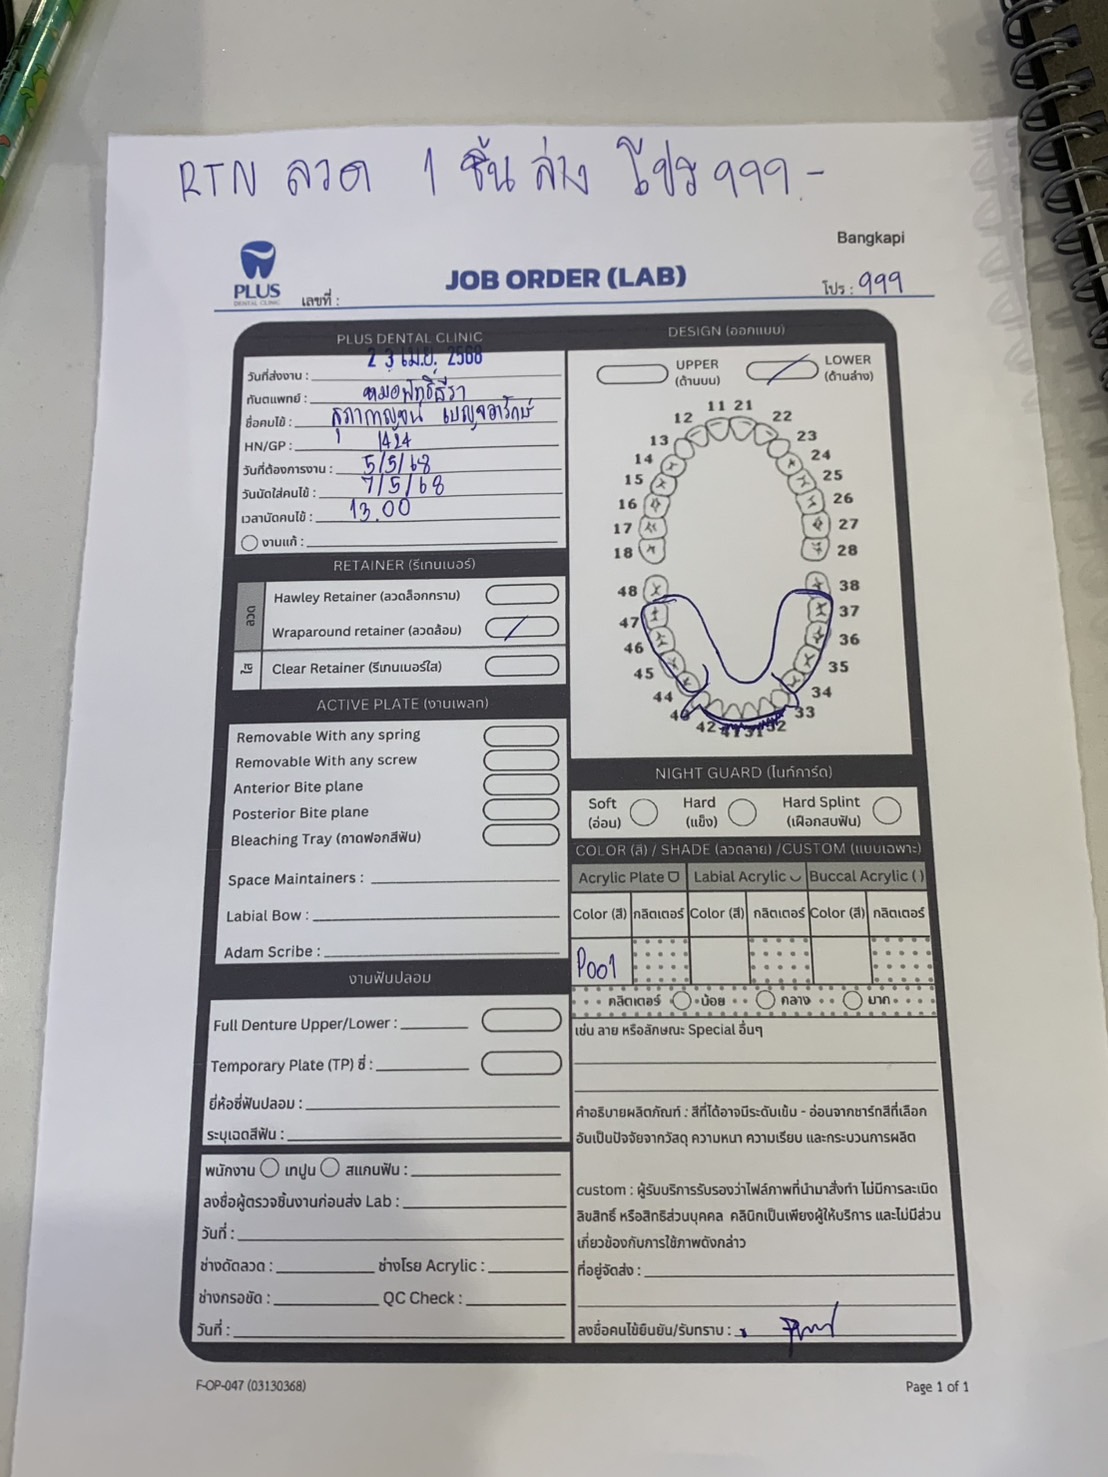 RTN ลวด 1 ชิ้น ล่าง โปร 999.-
Bangkapi
PLUS
DENTAL CLINIC
JOB ORDER (LAB)
เลขที่ :
โปร : 999
PLUS DENTAL CLINIC
วันที่ส่งงาน : 23 เม.ย. 2568
ทันตแพทย์ : หมอพัทธ์ธีรา
ชื่อคนไข้ : สุภากาญจน์ เบญจอารักษ์
HN/GP : 1424
วันที่ต้องการงาน : 5/5/68
วันนัดใส่คนไข้ : 7/5/68
เวลานัดคนไข้ : 13.00
งานแก้ :
RETAINER (รีเทนเนอร์)
ลวด
Hawley Retainer (ลวดล็อกกราม)
Wraparound retainer (ลวดล้อม)
ใส
Clear Retainer (รีเทนเนอร์ใส)
ACTIVE PLATE (งานเพลท)
Removable With any spring
Removable With any screw
Anterior Bite plane
Posterior Bite plane
Bleaching Tray (ถาดฟอกสีฟัน)
Space Maintainers :
Labial Bow :
Adam Scribe :
งานฟันปลอม
Full Denture Upper/Lower :
Temporary Plate (TP) ซี่ :
ยี่ห้อซี่ฟันปลอม :
ระบุเฉดสีฟัน :
พนักงาน เทปูน สแกนฟัน :
ลงชื่อผู้ตรวจชิ้นงานก่อนส่ง Lab :
วันที่ :
ช่างดัดลวด : ช่างโรย Acrylic :
ช่างกรอขัด : QC Check :
วันที่ :
DESIGN (ออกแบบ)
UPPER
(ด้านบน)
LOWER
(ด้านล่าง)
11 21
12 22
13 23
14 24
15 25
16 26
17 27
18 28
48 38
47 37
46 36
45 35
44 34
43 33
42 41 31 32
NIGHT GUARD (ไนท์การ์ด)
Soft
(อ่อน)
Hard
(แข็ง)
Hard Splint
(เฝือกสบฟัน)
COLOR (สี) / SHADE (ลวดลาย) /CUSTOM (แบบเฉพาะ)
Acrylic Plate Labial Acrylic Buccal Acrylic ( )
Color (สี) กลิตเตอร์ Color (สี) กลิตเตอร์ Color (สี) กลิตเตอร์
P001
กลิตเตอร์ น้อย กลาง มาก
เช่น ลาย หรือลักษณะ Special อื่นๆ
คำอธิบายผลิตภัณฑ์ : สีที่ได้อาจมีระดับเข้ม - อ่อนจากชาร์ทสีที่เลือก
อันเป็นปัจจัยจากวัสดุ ความหนา ความเรียบ และกระบวนการผลิต
custom : ผู้รับบริการรับรองว่าไฟล์ภาพที่นำมาสั่งทำ ไม่มีการละเมิด
ลิขสิทธิ์ หรือสิทธิส่วนบุคคล คลินิกเป็นเพียงผู้ให้บริการ และไม่มีส่วน
เกี่ยวข้องกับการใช้ภาพดังกล่าว
ที่อยู่จัดส่ง :
ลงชื่อคนไข้ยืนยัน/รับทราบ :
F-OP-047 (03130368)
Page 1 of 1